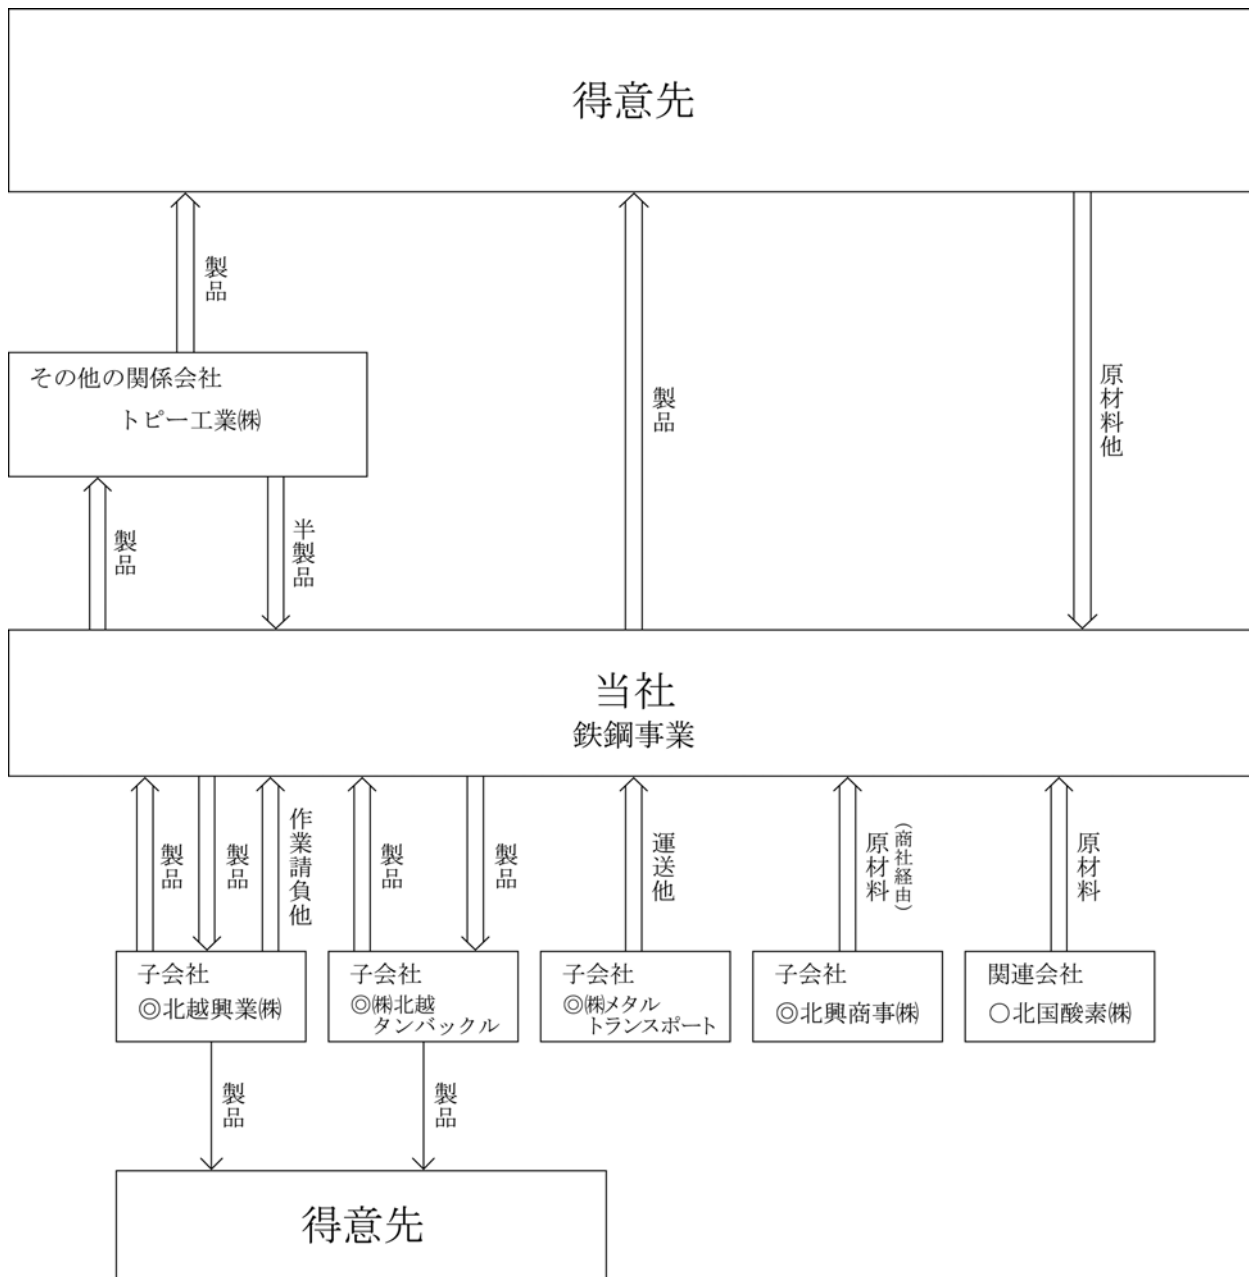 得意先
製品
その他の関係会社
トピー工業㈱
製品
原材料他
製品
半製品
当社
鉄鋼事業
製品
製品
作業請負他
製品
製品
運送他
原材料
(商社経由)
原材料
子会社
◎北越興業㈱
子会社
◎㈱北越
タンバックル
子会社
◎㈱メタル
トランスポート
子会社
◎北興商事㈱
関連会社
○北国酸素㈱
製品
製品
得意先